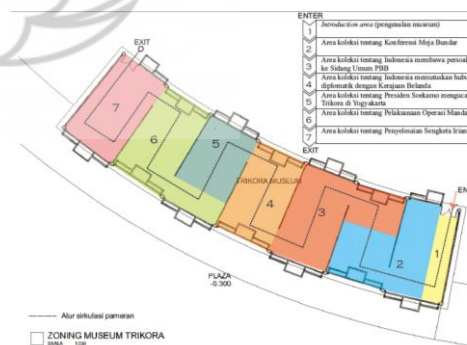 ENTER
1 Introduction area (pengenalan museum)
2 Area koleksi tentang Konferensi Meja Bundar
3 Area koleksi tentang Indonesia membawa persoal
ke Sidang Umum PBB
4 Area koleksi tentang Indonesia memutuskan hub
diplomatik dengan Kerajaan Belanda
5 Area koleksi tentang Presiden Soekarno menguca
Trikora di Yogyakarta
6 Area koleksi tentang Pelaksanaan Operasi Manda
7 Area koleksi tentang Penyelesaian Sengketa Irian
EXIT
EXIT
7
6
5
TRIKORA MUSEUM
4
3
2
1
EN
PLAZA
-0.300
Alur sirkulasi pameran
ZONING MUSEUM TRIKORA